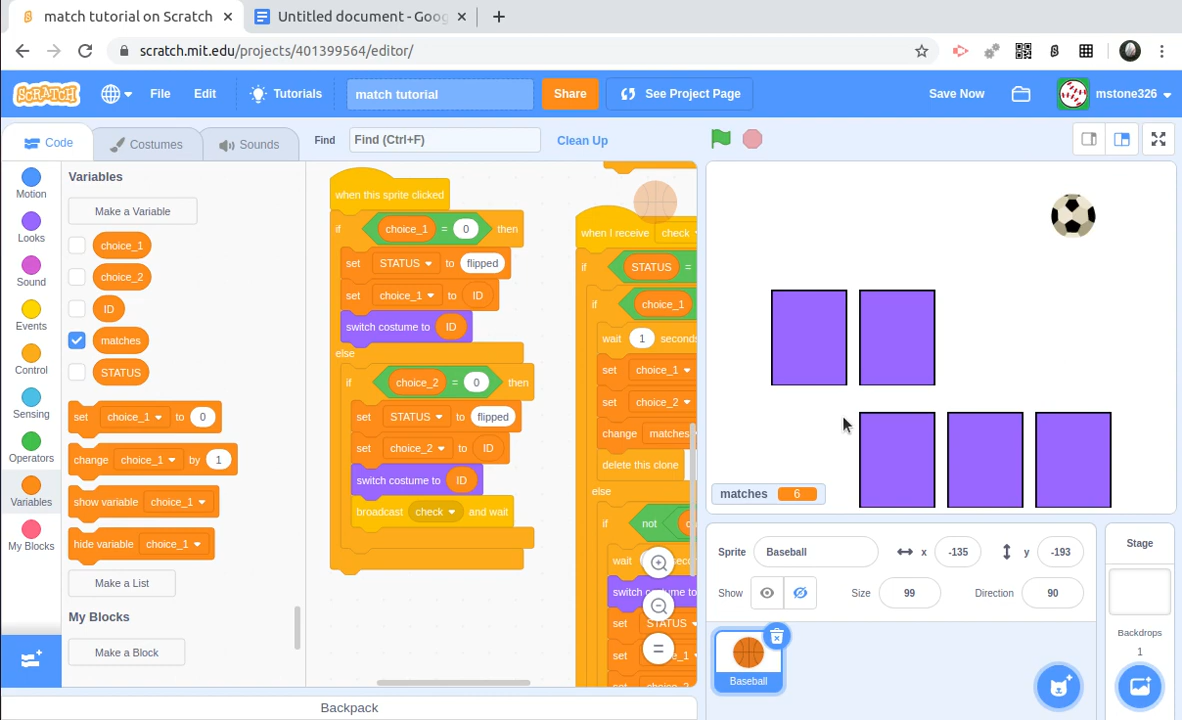 match tutorial on Scratch
Untitled document - Goog
scratch.mit.edu/projects/401399564/editor/
SCRATCH
File
Edit
Tutorials
match tutorial
Share
See Project Page
Save Now
mstone326
Code
Costumes
Sounds
Find
Find (Ctrl+F)
Clean Up
Motion
Looks
Sound
Events
Control
Sensing
Operators
Variables
My Blocks
Variables
Make a Variable
choice_1
choice_2
ID
matches
STATUS
set choice_1 to 0
change choice_1 by 1
show variable choice_1
hide variable choice_1
Make a List
My Blocks
Make a Block
when this sprite clicked
if choice_1 = 0 then
set STATUS to flipped
set choice_1 to ID
switch costume to ID
else
if choice_2 = 0 then
set STATUS to flipped
set choice_2 to ID
switch costume to ID
broadcast check and wait
when I receive check
if STATUS =
if choice_1
wait 1 seconds
set choice_1
set choice_2
change matches
delete this clone
else
if not
wait
switch costume to
set STATUS
set
set
matches 6
Sprite Baseball x -135 y -193
Show Size 99 Direction 90
Baseball
Stage
Backdrops
1
Backpack